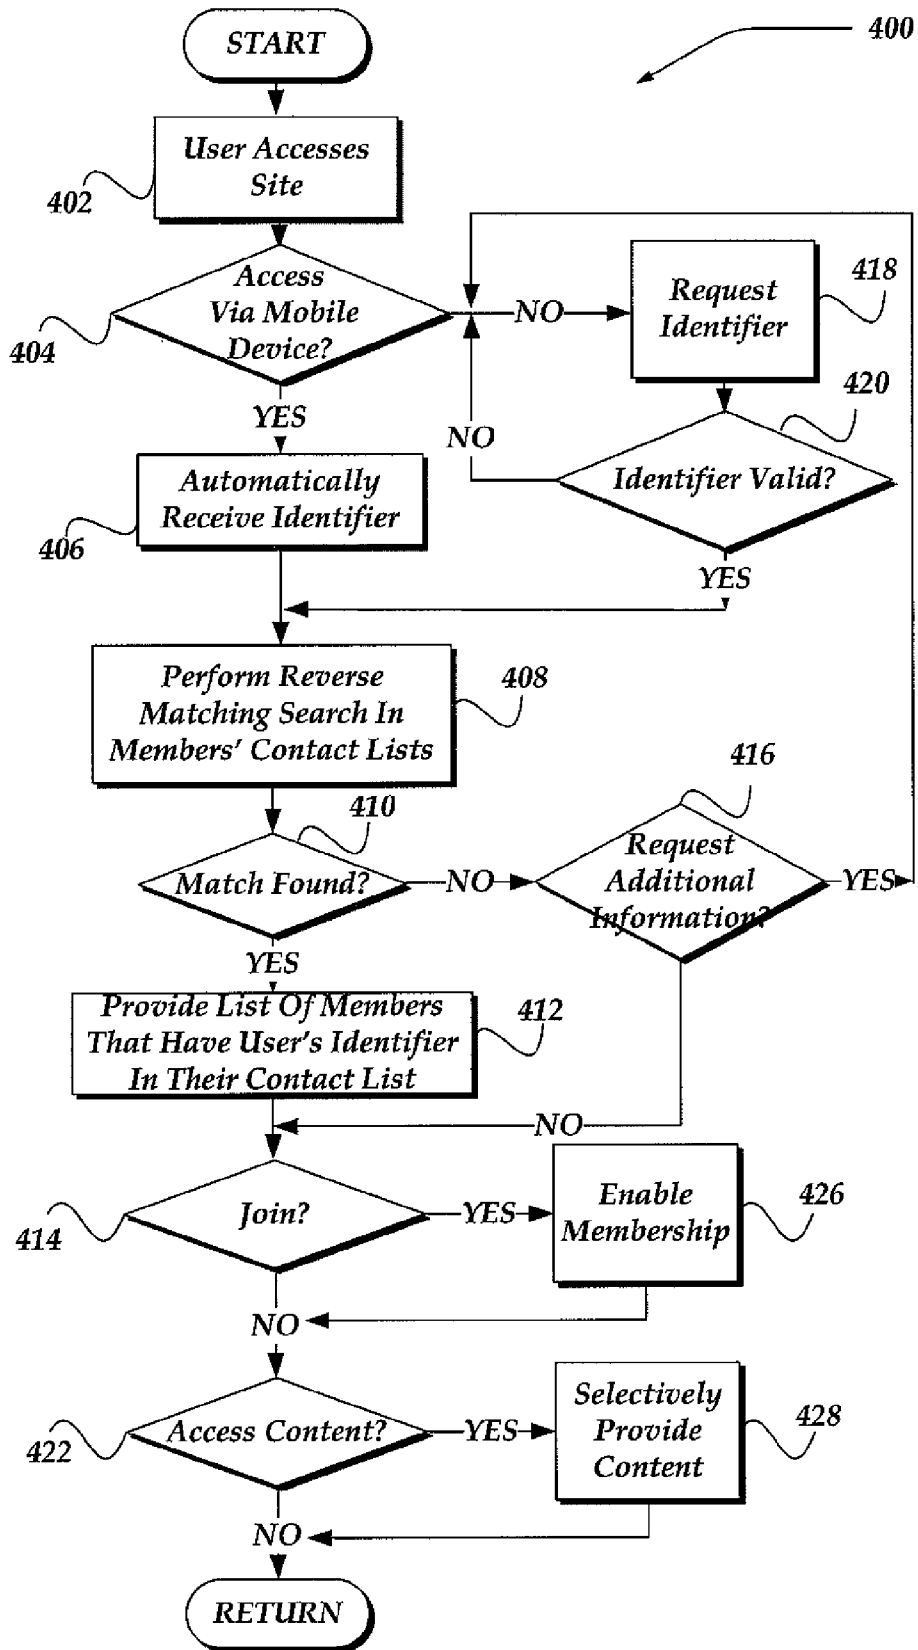 START
400
User Accesses
Site
402
Access
Via Mobile
Device?
404
NO
Request
Identifier
418
YES
420
NO
Identifier Valid?
Automatically
Receive Identifier
406
YES
Perform Reverse
Matching Search In
Members' Contact Lists
408
410
Match Found?
NO
416
Request
Additional
Information?
YES
YES
Provide List Of Members
That Have User's Identifier
In Their Contact List
412
NO
Join?
414
YES
Enable
Membership
426
NO
Access Content?
422
YES
Selectively
Provide
Content
428
NO
RETURN